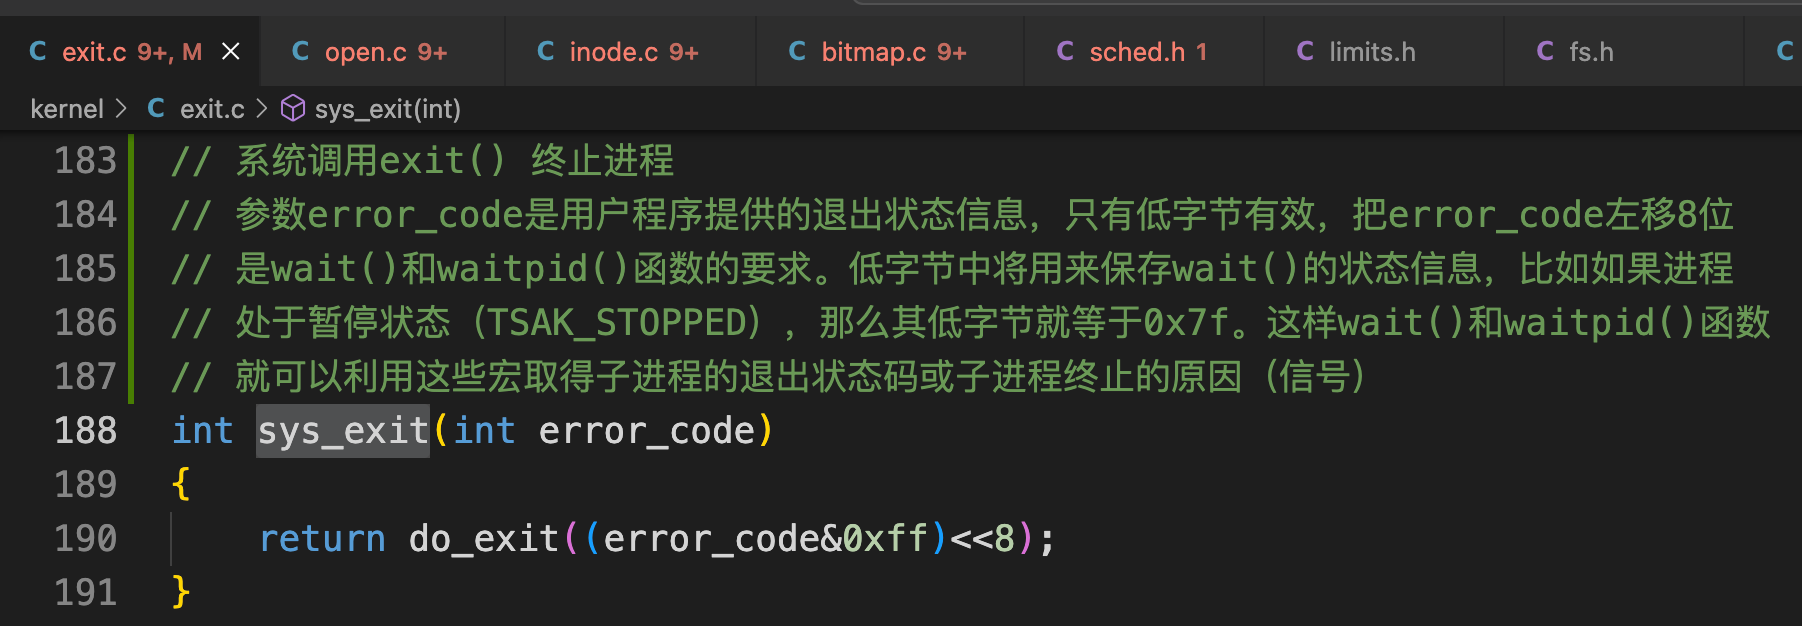 C exit.c 9+, M × C open.c 9+ C inode.c 9+ C bitmap.c 9+ C sched.h 1 C limits.h C fs.h C
kernel > C exit.c > sys_exit(int)
183 // 系统调用exit() 终止进程
184 // 参数error_code是用户程序提供的退出状态信息，只有低字节有效，把error_code左移8位
185 // 是wait()和waitpid()函数的要求。低字节中将用来保存wait()的状态信息，比如如果进程
186 // 处于暂停状态（TSAK_STOPPED），那么其低字节就等于0x7f。这样wait()和waitpid()函数
187 // 就可以利用这些宏取得子进程的退出状态码或子进程终止的原因（信号）
188 int sys_exit(int error_code)
189 {
190 return do_exit((error_code&0xff)<<8);
191 }